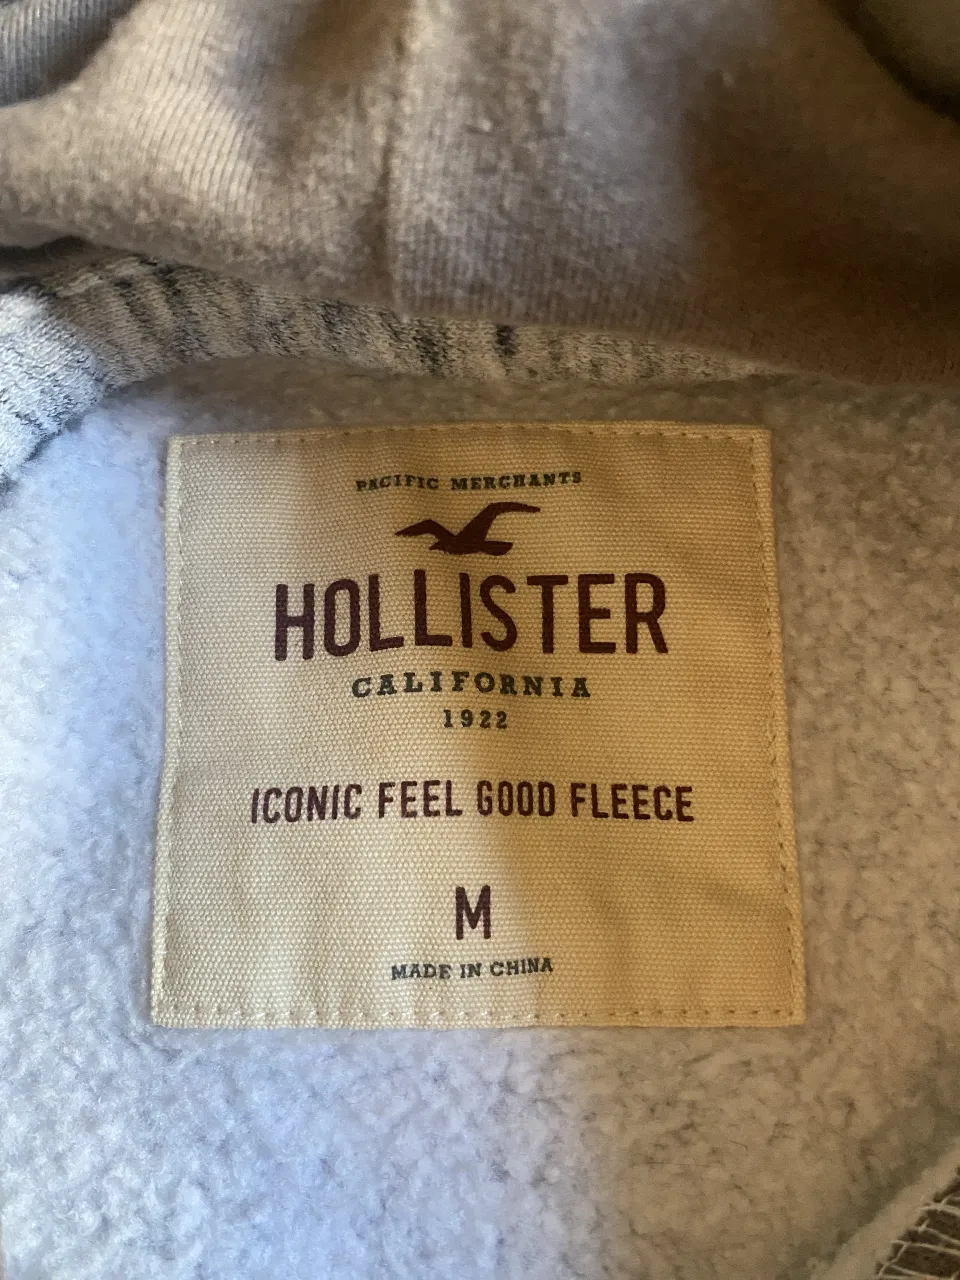 PACIFIC MERCHANTS
HOLLISTER
CALIFORNIA
1922
ICONIC FEEL GOOD FLEECE
M
MADE IN CHINA